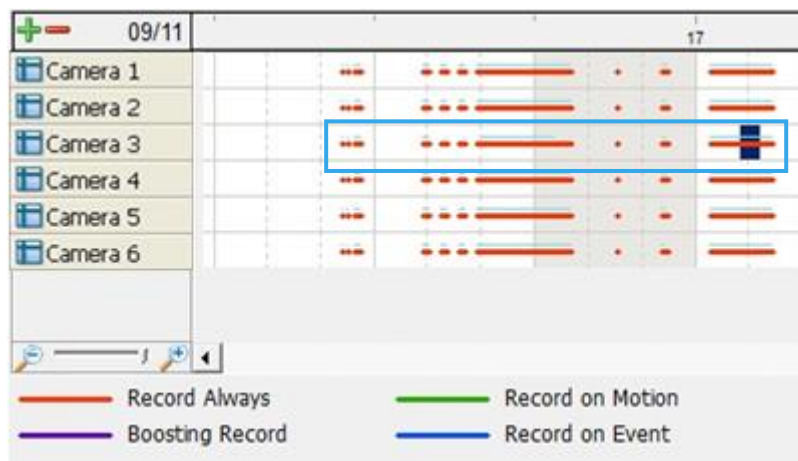 09/11
17
Camera 1
Camera 2
Camera 3
Camera 4
Camera 5
Camera 6
Record Always Record on Motion
Boosting Record Record on Event